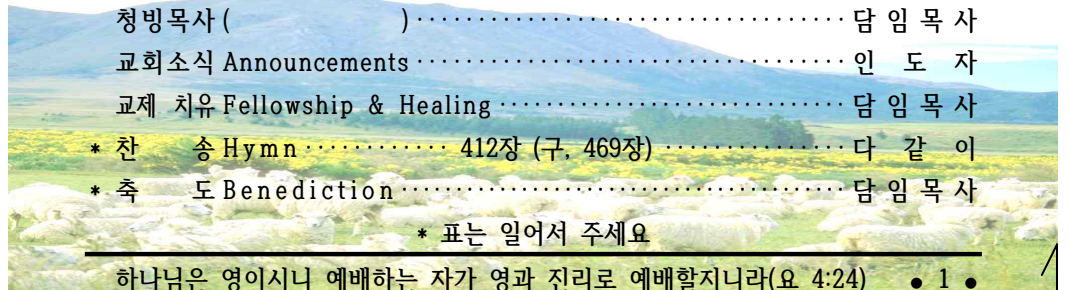 청빙목사 (                    ) ································ 담 임 목 사
교회소식 Announcements ································ 인 도 자
교제 치유 Fellowship & Healing ···························· 담 임 목 사
* 찬 송 Hymn ············ 412장 (구, 469장) ················ 다 같 이
* 축 도 Benediction ································ 담 임 목 사
* 표는 일어서 주세요
하나님은 영이시니 예배하는 자가 영과 진리로 예배할지니라(요 4:24) ● 1 ●